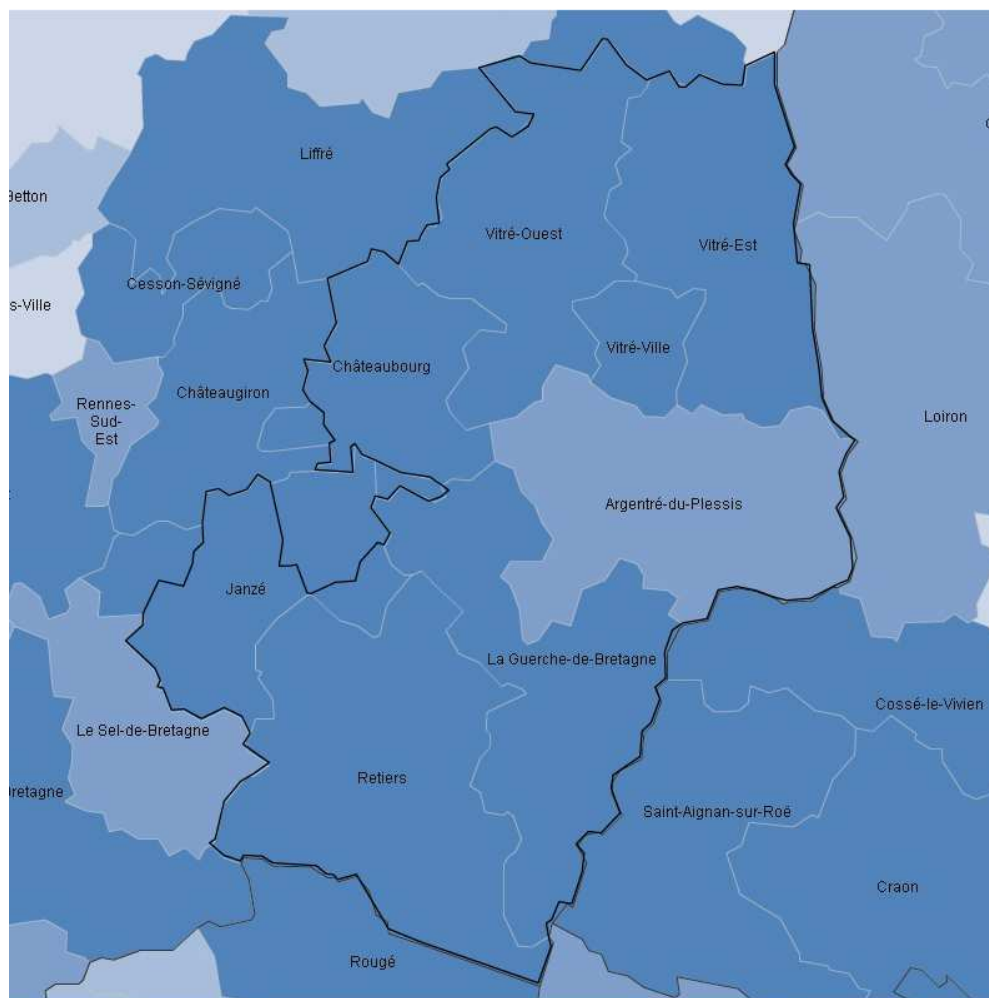 Liffré
Betton
Vitré-Ouest
Vitré-Est
Cesson-Sévigné
s-Ville
Vitré-Ville
Châteaubourg
Châteaugiron
Rennes-
Sud-
Est
Loiron
Argentré-du-Plessis
Janzé
La Guerche-de-Bretagne
Cossé-le-Vivien
Le Sel-de-Bretagne
Retiers
Bretagne
Saint-Aignan-sur-Roë
Craon
Rougé